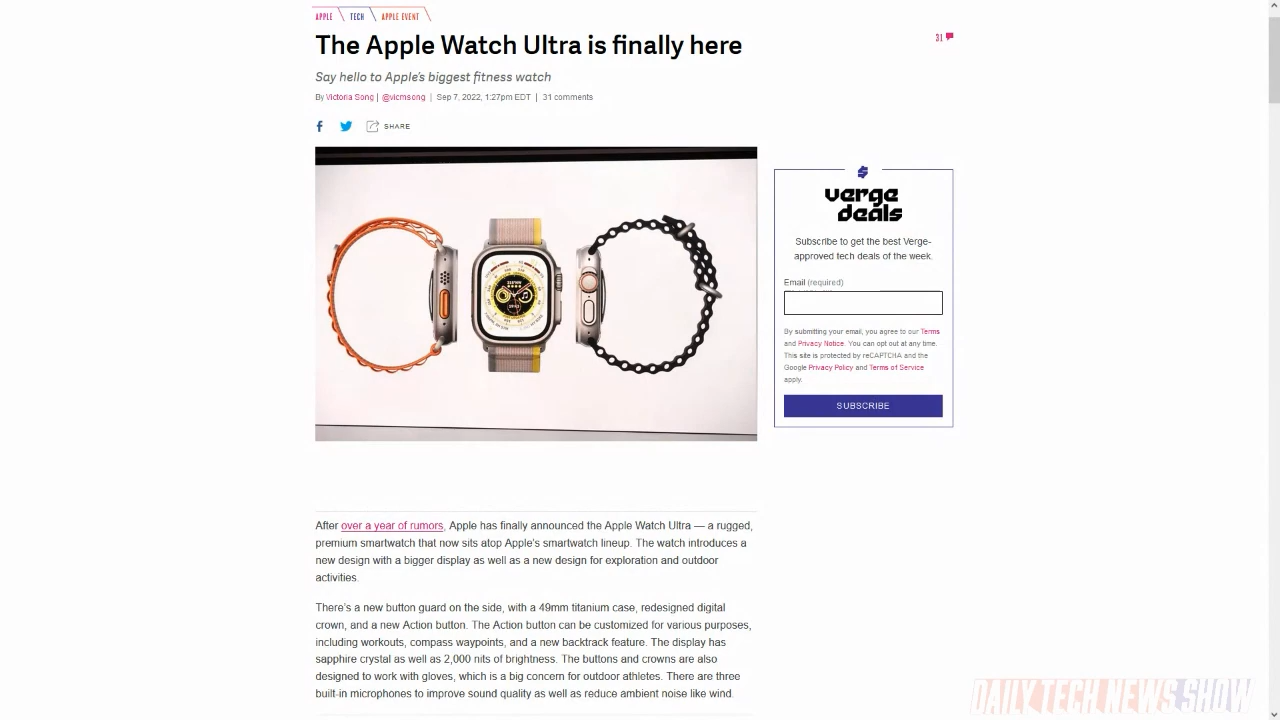 APPLE TECH APPLE EVENT
The Apple Watch Ultra is finally here
31
Say hello to Apple's biggest fitness watch
By Victoria Song | @vicmsong | Sep 7, 2022, 1:27pm EDT | 31 comments
SHARE
verge
deals
Subscribe to get the best Verge-
approved tech deals of the week.
Email (required)
By submitting your email, you agree to our Terms
and Privacy Notice. You can opt out at any time.
This site is protected by reCAPTCHA and the
Google Privacy Policy and Terms of Service
apply.
SUBSCRIBE
After over a year of rumors, Apple has finally announced the Apple Watch Ultra — a rugged,
premium smartwatch that now sits atop Apple's smartwatch lineup. The watch introduces a
new design with a bigger display as well as a new design for exploration and outdoor
activities.
There's a new button guard on the side, with a 49mm titanium case, redesigned digital
crown, and a new Action button. The Action button can be customized for various purposes,
including workouts, compass waypoints, and a new backtrack feature. The display has
sapphire crystal as well as 2,000 nits of brightness. The buttons and crowns are also
designed to work with gloves, which is a big concern for outdoor athletes. There are three
built-in microphones to improve sound quality as well as reduce ambient noise like wind.
DAILY TECH NEWS SHOW